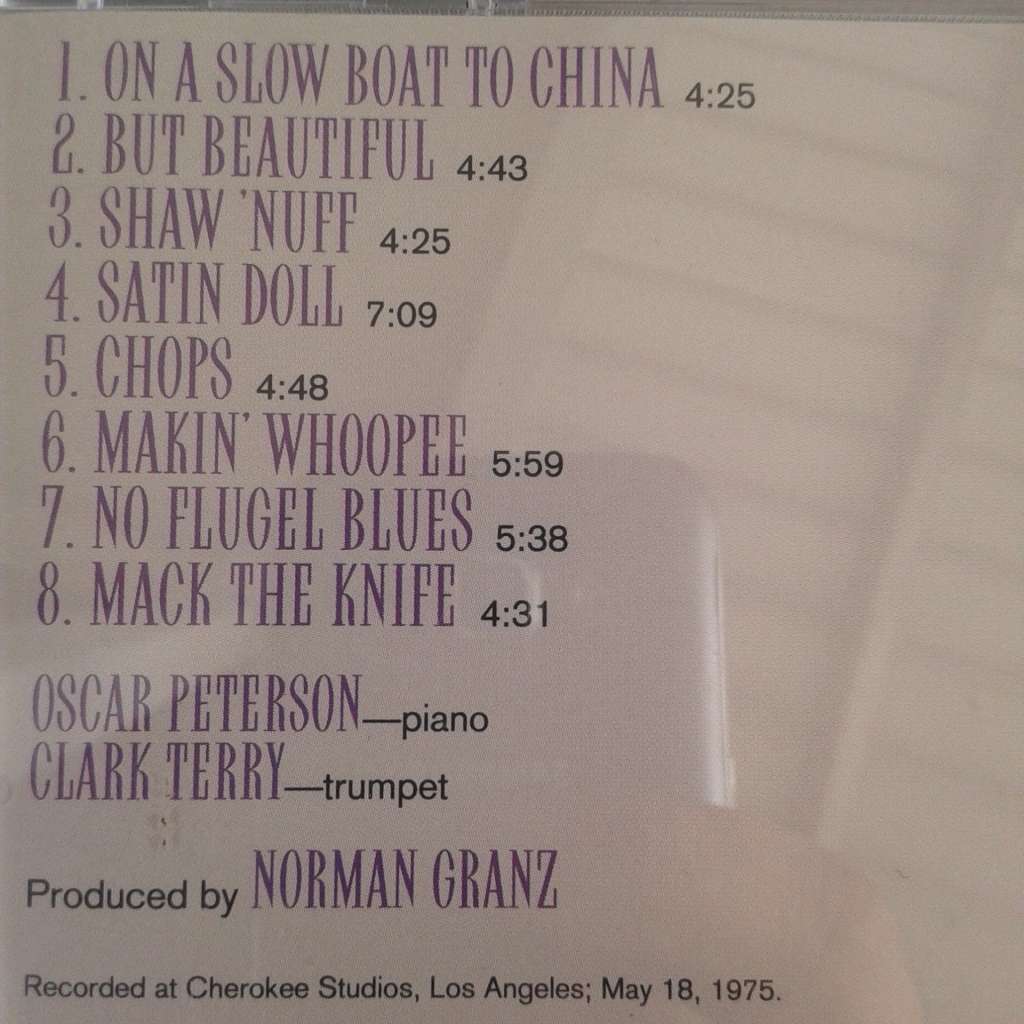 1. ON A SLOW BOAT TO CHINA 4:25
2. BUT BEAUTIFUL 4:43
3. SHAW 'NUFF 4:25
4. SATIN DOLL 7:09
5. CHOPS 4:48
6. MAKIN' WHOOPEE 5:59
7. NO FLUGEL BLUES 5:38
8. MACK THE KNIFE 4:31
OSCAR PETERSON—piano
CLARK TERRY—trumpet
Produced by NORMAN GRANZ
Recorded at Cherokee Studios, Los Angeles; May 18, 1975.